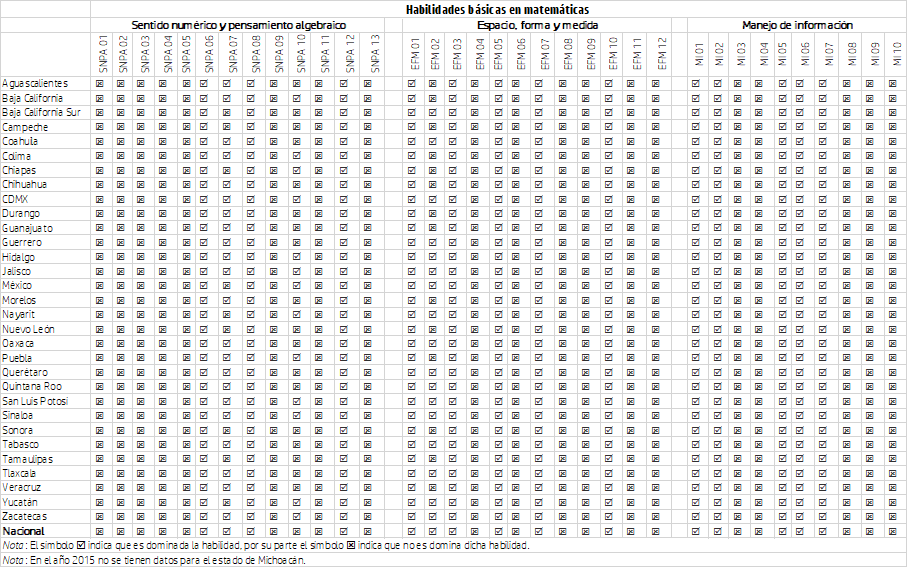 Habilidades básicas en matemáticas
Sentido numérico y pensamiento algebraico Espacio, forma y medida Manejo de información
SNPA 01 SNPA 02 SNPA 03 SNPA 04 SNPA 05 SNPA 06 SNPA 07 SNPA 08 SNPA 09 SNPA 10 SNPA 11 SNPA 12 SNPA 13 EFM 01 EFM 02 EFM 03 EFM 04 EFM 05 EFM 06 EFM 07 EFM 08 EFM 09 EFM 10 EFM 11 EFM 12 MI 01 MI 02 MI 03 MI 04 MI 05 MI 06 MI 07 MI 08 MI 09 MI 10
Aguascalientes
Baja California
Baja California Sur
Campeche
Coahuila
Colima
Chiapas
Chihuahua
CDMX
Durango
Guanajuato
Guerrero
Hidalgo
Jalisco
México
Morelos
Nayarit
Nuevo León
Oaxaca
Puebla
Querétaro
Quintana Roo
San Luis Potosí
Sinaloa
Sonora
Tabasco
Tamaulipas
Tlaxcala
Veracruz
Yucatán
Zacatecas
Nacional
Nota: El símbolo ☑ indica que es dominada la habilidad, por su parte el símbolo ☒ indica que no es domina dicha habilidad.
Nota: En el año 2015 no se tienen datos para el estado de Michoacán.